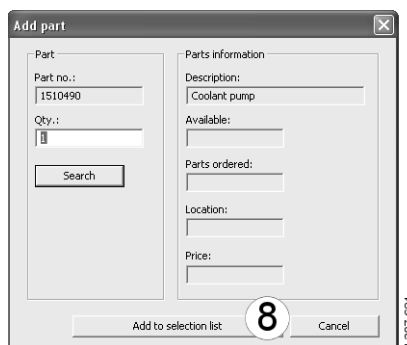 Add part
Part
Part no.:
1510490
Qty.:
1
Search
Parts information
Description:
Coolant pump
Available:
Parts ordered:
Location:
Price:
Add to selection list
8
Cancel